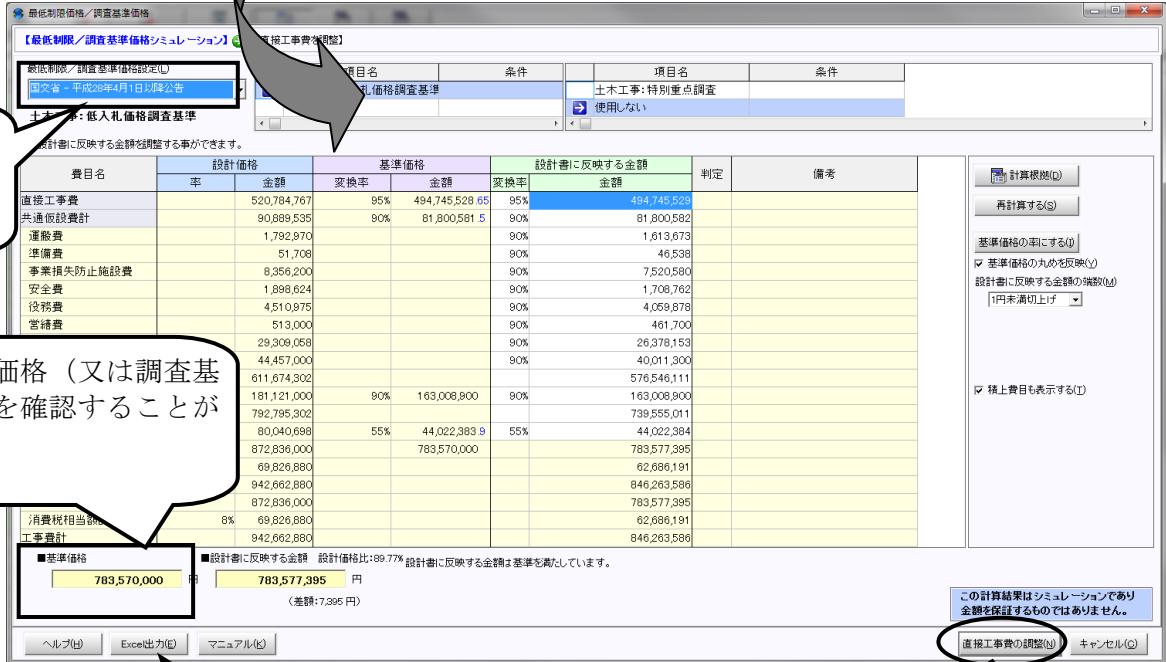 最低制限価格/調査基準価格
【最低制限/調査基準価格シミュレーション】 直接工事費を調整】
最低制限/調査基準価格設定(L)
国交省 - 平成28年4月1日以降公告
土木工事:低入札価格調査基準
項目名 条件
札価格調査基準
項目名 条件
土木工事:特別重点調査
使用しない
設計書に反映する金額を調整する事ができます。
費目名 設計価格 基準価格 設計書に反映する金額 判定 備考
率 金額 変換率 金額 変換率 金額
直接工事費 520,784,767 95% 494,745,528.65 95% 494,745,529
共通仮設費計 90,889,535 90% 81,800,581.5 90% 81,800,582
運搬費 1,792,970 90% 1,613,673
準備費 51,708 90% 46,538
事業損失防止施設費 8,356,200 90% 7,520,580
安全費 1,898,624 90% 1,708,762
役務費 4,510,975 90% 4,059,878
営繕費 513,000 90% 461,700
29,309,058 90% 26,378,153
44,457,000 90% 40,011,300
611,674,302 576,546,111
181,121,000 90% 163,008,900 90% 163,008,900
792,795,302 739,555,011
80,040,698 55% 44,022,383.9 55% 44,022,384
872,836,000 783,570,000 783,577,395
69,826,880 62,686,191
942,662,880 846,263,586
872,836,000 783,577,395
消費税相当額 8% 69,826,880 62,686,191
工事費計 942,662,880 846,263,586
価格(又は調査基
を確認することが
計算根拠(D)
再計算する(S)
基準価格の率にする(J)
基準価格の丸めを反映(Y)
設計書に反映する金額の端数(M)
1円未満切上げ
積上費目も表示する(T)
■基準価格
783,570,000 円
■設計書に反映する金額 設計価格比:89.77% 設計書に反映する金額は基準を満たしています。
783,577,395 円
(差額:7,395 円)
この計算結果はシミュレーションであり
金額を保証するものではありません。
ヘルプ(H) Excel出力(E) マニュアル(K) 直接工事費の調整(N) キャンセル(C)